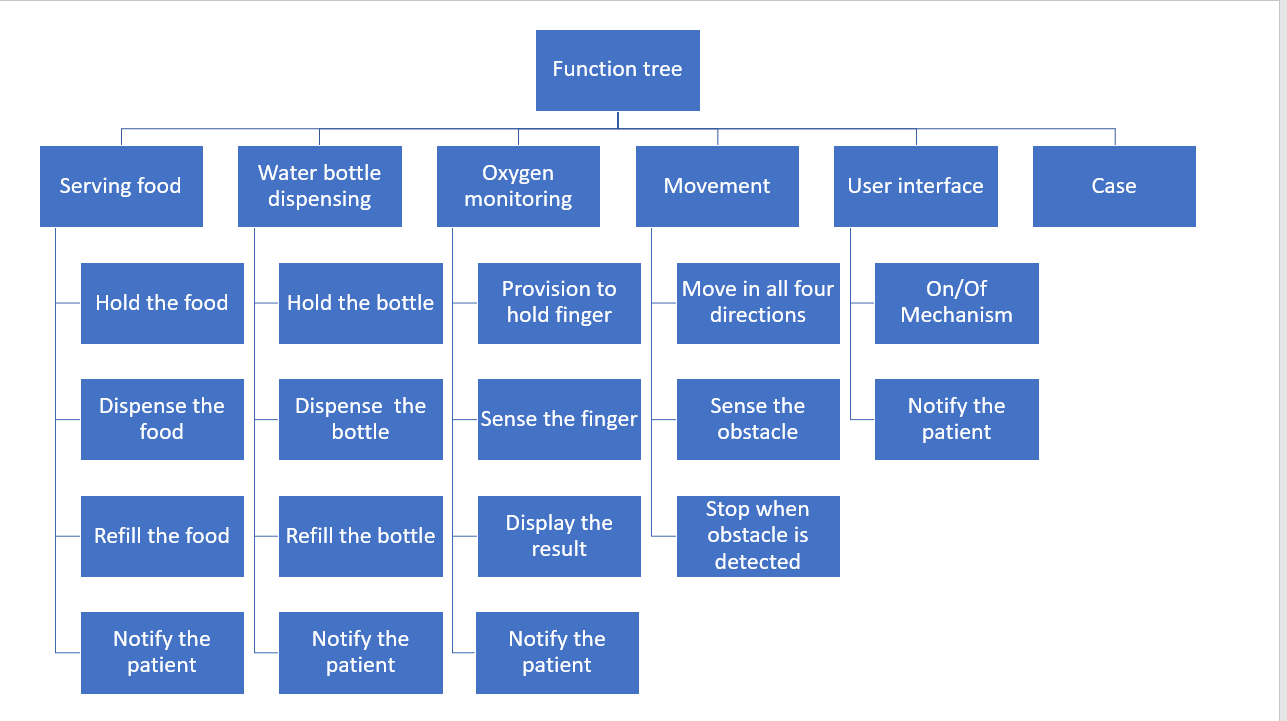 Function tree
Serving food
Water bottle
dispensing
Oxygen
monitoring
Movement
User interface
Case
Hold the food
Hold the bottle
Provision to
hold finger
Move in all four
directions
On/Of
Mechanism
Dispense the
food
Dispense  the
bottle
Sense the finger
Sense the
obstacle
Notify the
patient
Refill the food
Refill the bottle
Display the
result
Stop when
obstacle is
detected
Notify the
patient
Notify the
patient
Notify the
patient